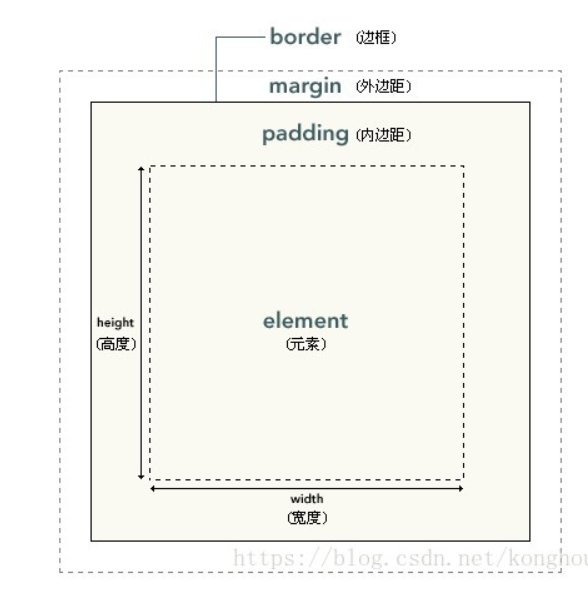 border (边框)
margin (外边距)
padding (内边距)
element
(元素)
height
(高度)
width
(宽度)
https://blog.csdn.net/konghou